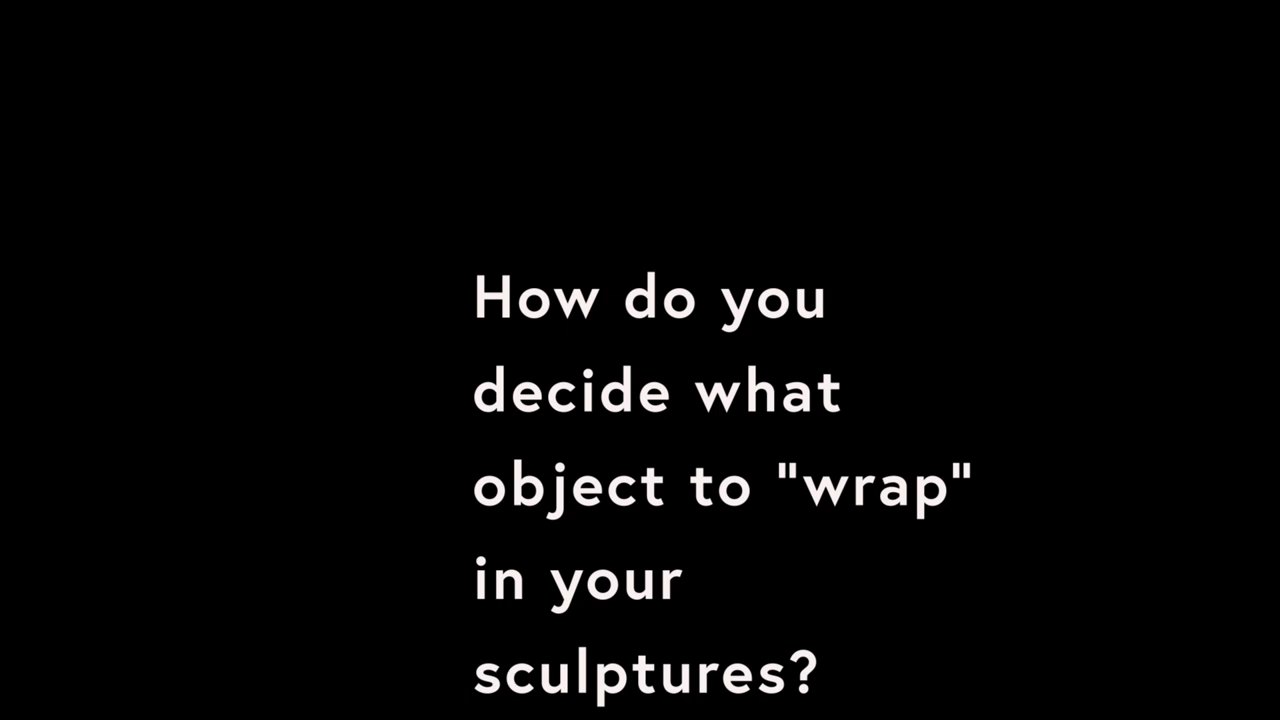 How do you
decide what
object to "wrap"
in your
sculptures?